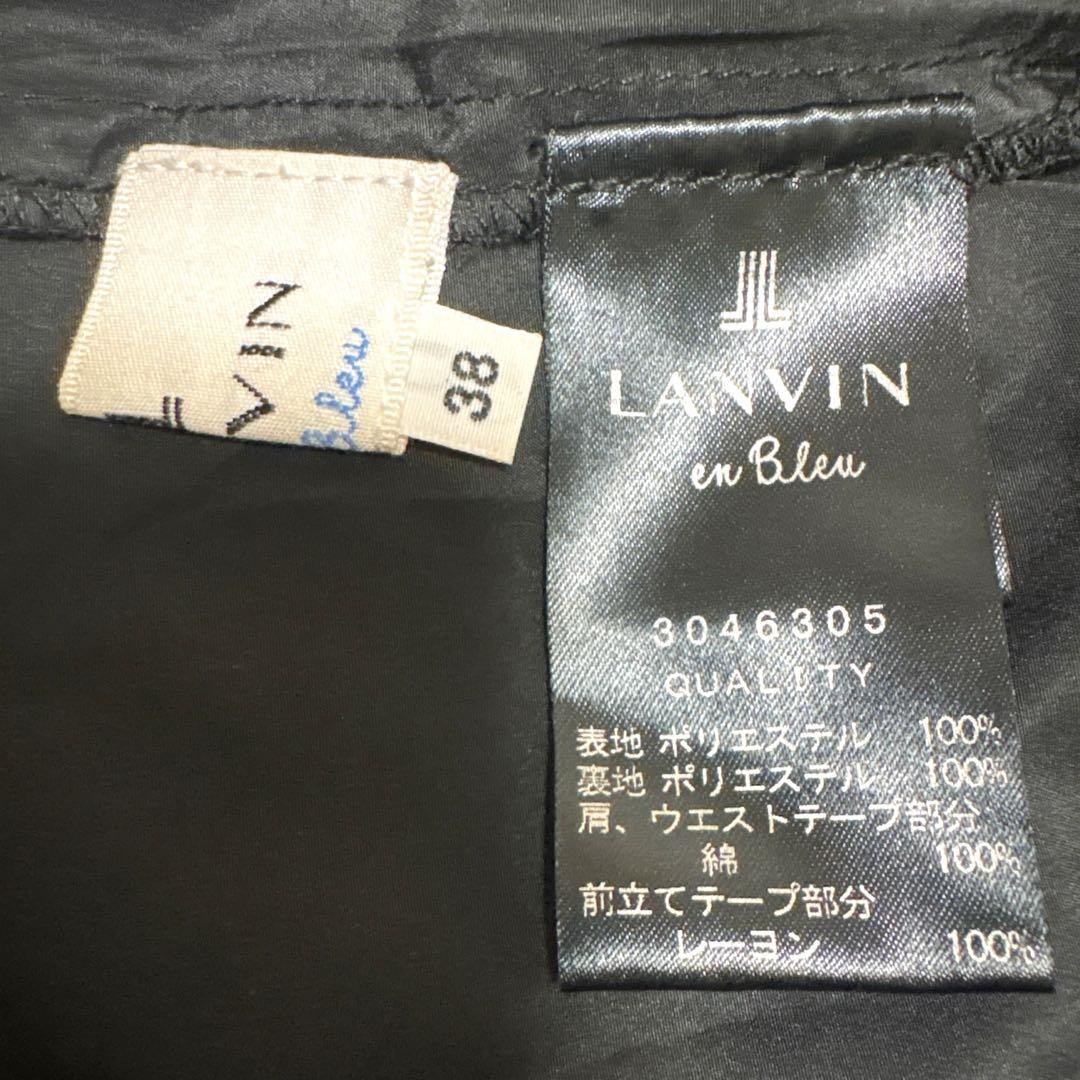 VIN
Bleu
38
LANVIN
en Bleu
3046305
QUALITY
表地 ポリエステル 100%
裏地 ポリエステル 100%
肩、ウエストテープ部分
綿 100%
前立てテープ部分
レーヨン 100%